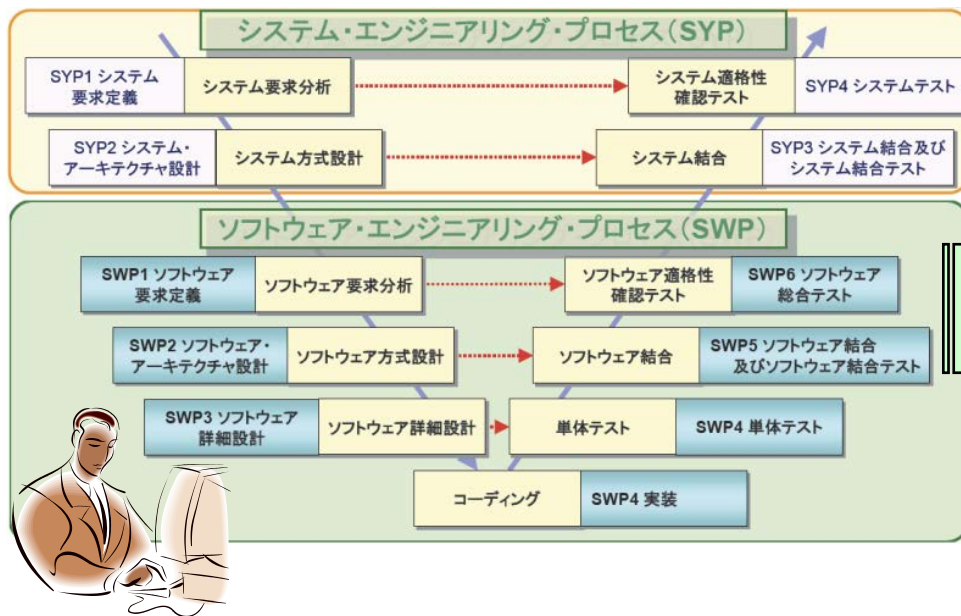 システム・エンジニアリング・プロセス(SYP)
SYP1 システム
要求定義
システム要求分析
システム適格性
確認テスト
SYP4 システムテスト
SYP2 システム・
アーキテクチャ設計
システム方式設計
システム結合
SYP3 システム結合及び
システム結合テスト
ソフトウェア・エンジニアリング・プロセス(SWP)
SWP1 ソフトウェア
要求定義
ソフトウェア要求分析
ソフトウェア適格性
確認テスト
SWP6 ソフトウェア
総合テスト
SWP2 ソフトウェア・
アーキテクチャ設計
ソフトウェア方式設計
ソフトウェア結合
SWP5 ソフトウェア結合
及びソフトウェア結合テスト
SWP3 ソフトウェア
詳細設計
ソフトウェア詳細設計
単体テスト
SWP4 単体テスト
コーディング
SWP4 実装